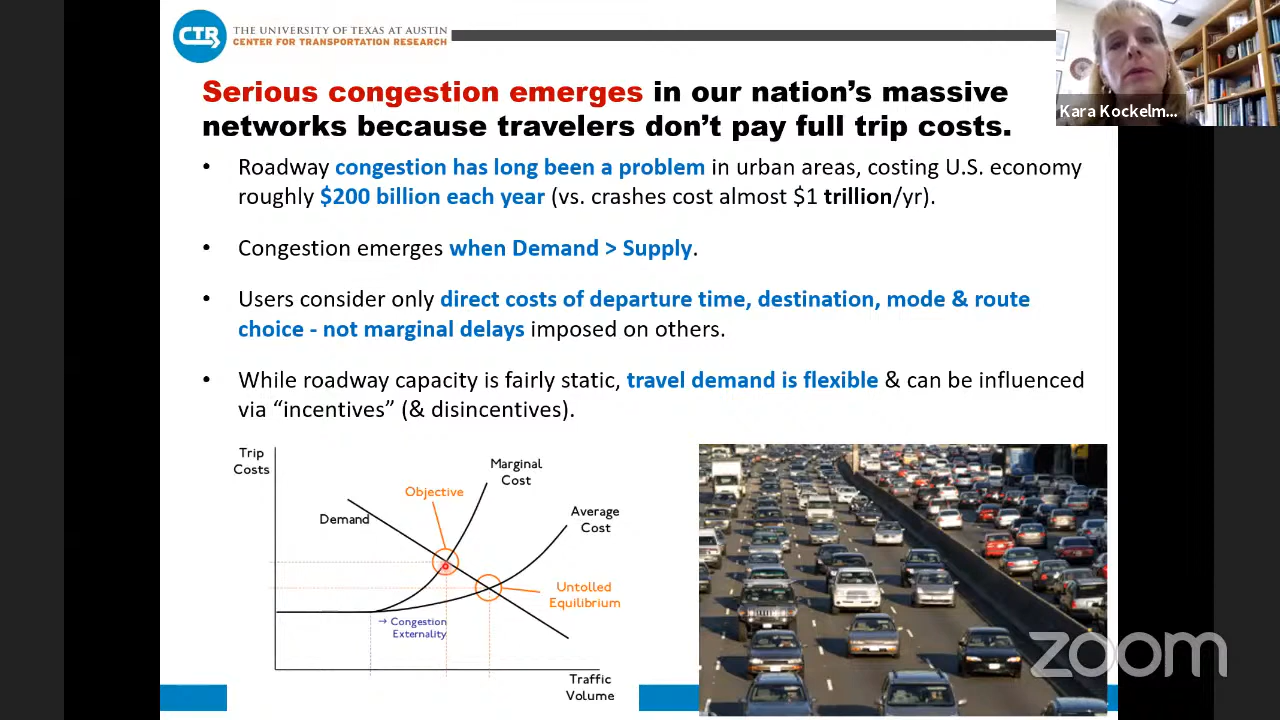 CTR
THE UNIVERSITY OF TEXAS AT AUSTIN
CENTER FOR TRANSPORTATION RESEARCH
Kara Kockelm...
Serious congestion emerges in our nation's massive
networks because travelers don't pay full trip costs.
• Roadway congestion has long been a problem in urban areas, costing U.S. economy
roughly $200 billion each year (vs. crashes cost almost $1 trillion/yr).
• Congestion emerges when Demand > Supply.
• Users consider only direct costs of departure time, destination, mode & route
choice - not marginal delays imposed on others.
• While roadway capacity is fairly static, travel demand is flexible & can be influenced
via “incentives” (& disincentives).
Trip
Costs
Marginal
Cost
Objective
Demand
Average
Cost
Untolled
Equilibrium
→ Congestion
Externality
Traffic
Volume
zoom